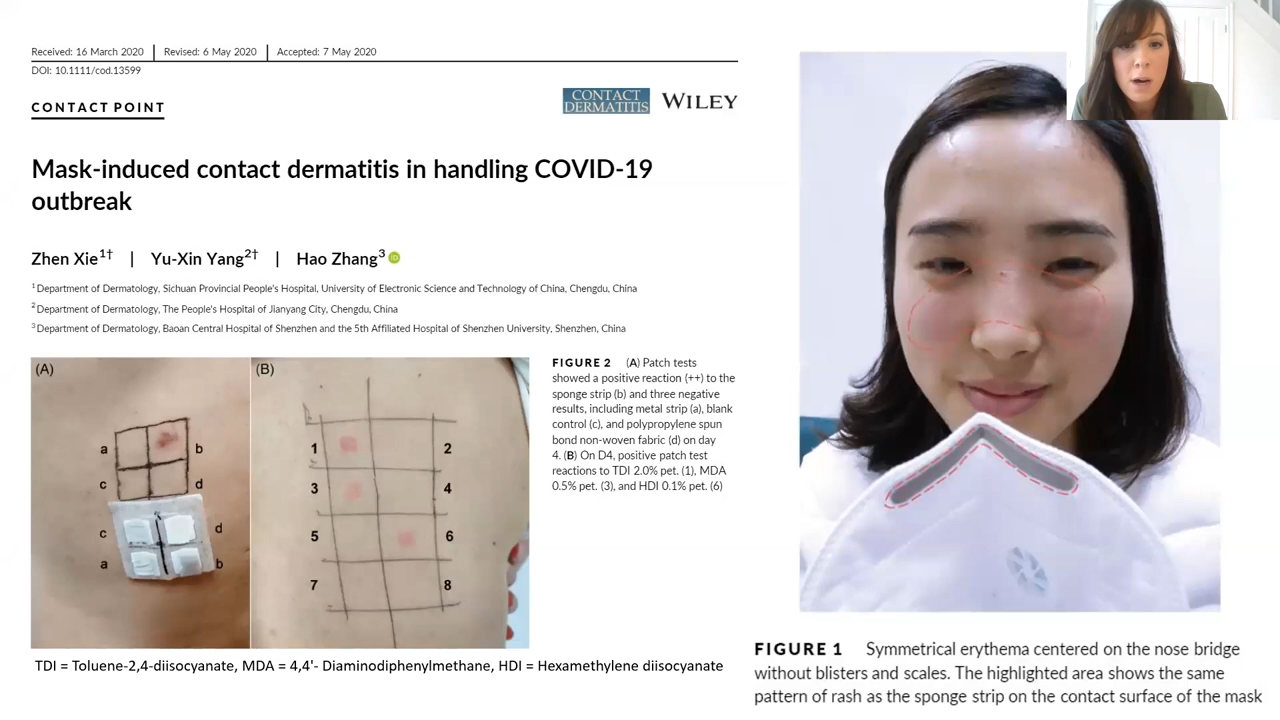 Received: 16 March 2020 | Revised: 6 May 2020 | Accepted: 7 May 2020
DOI: 10.1111/cod.13599
CONTACT POINT
CONTACT
DERMATITIS
WILEY
Mask-induced contact dermatitis in handling COVID-19
outbreak
Zhen Xie1† | Yu-Xin Yang2† | Hao Zhang3 iD
1Department of Dermatology, Sichuan Provincial People's Hospital, University of Electronic Science and Technology of China, Chengdu, China
2Department of Dermatology, The People's Hospital of Jianyang City, Chengdu, China
3Department of Dermatology, Baoan Central Hospital of Shenzhen and the 5th Affiliated Hospital of Shenzhen University, Shenzhen, China
(A)
a b
c d
c d
a b
(B)
1 2
3 4
5 6
7 8
FIGURE 2 (A) Patch tests
showed a positive reaction (++) to the
sponge strip (b) and three negative
results, including metal strip (a), blank
control (c), and polypropylene spun
bond non-woven fabric (d) on day
4. (B) On D4, positive patch test
reactions to TDI 2.0% pet. (1), MDA
0.5% pet. (3), and HDI 0.1% pet. (6)
TDI = Toluene-2,4-diisocyanate, MDA = 4,4'- Diaminodiphenylmethane, HDI = Hexamethylene diisocyanate
FIGURE 1 Symmetrical erythema centered on the nose bridge
without blisters and scales. The highlighted area shows the same
pattern of rash as the sponge strip on the contact surface of the mask